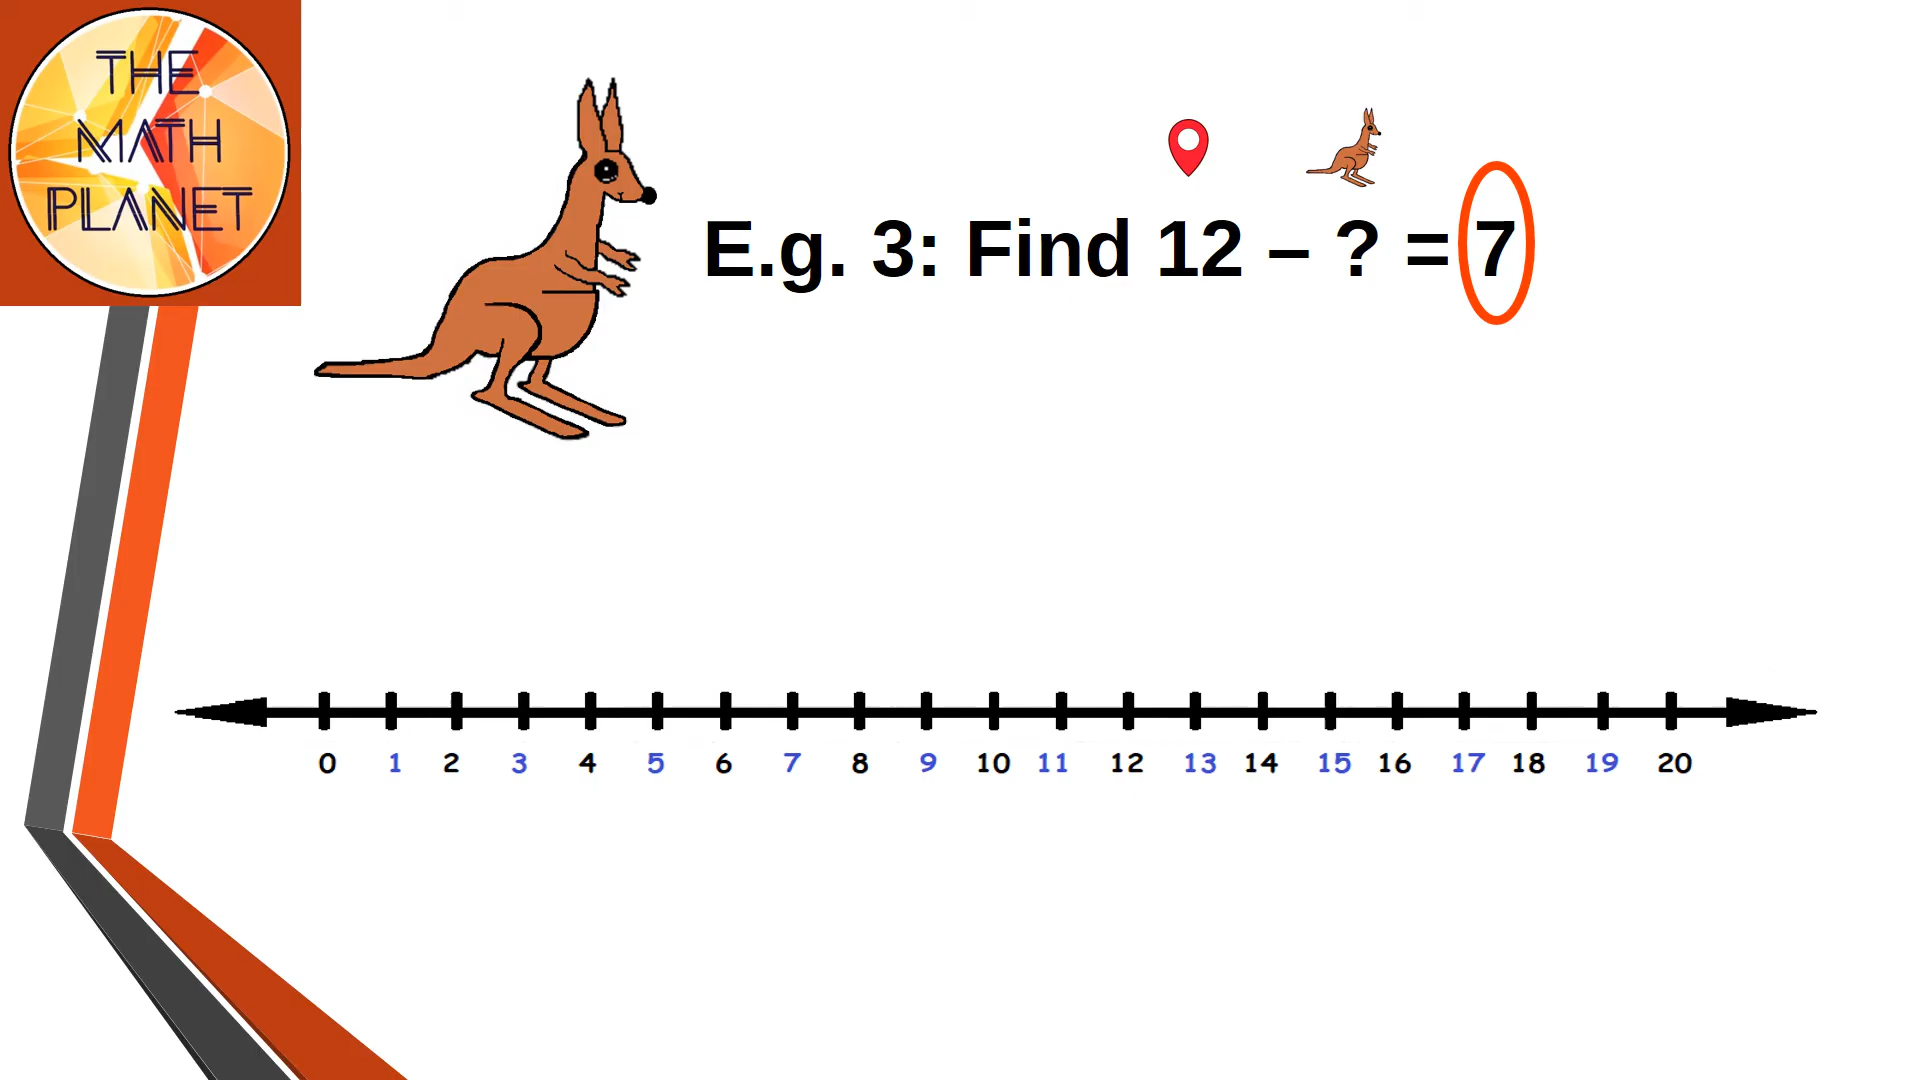 THE
MATH
PLANET
E.g. 3: Find 12 – ? = 7
0 1 2 3 4 5 6 7 8 9 10 11 12 13 14 15 16 17 18 19 20